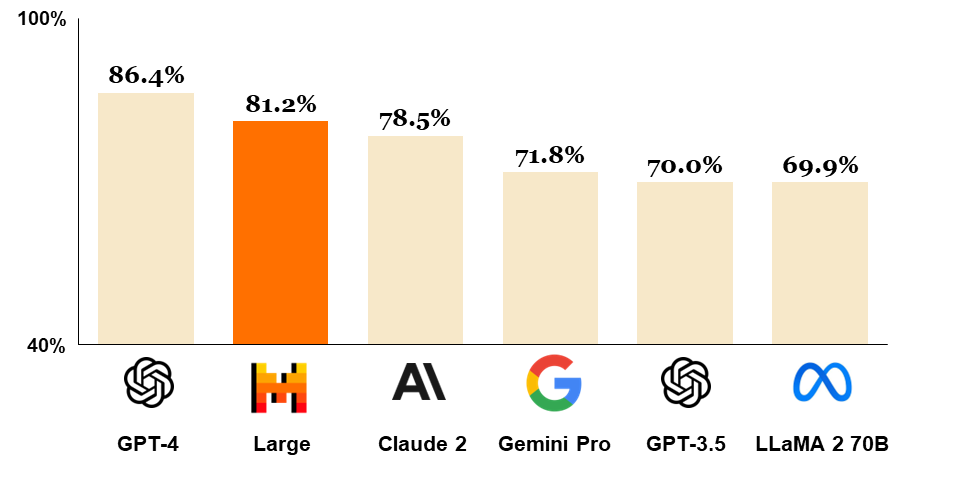 100%
86.4%
81.2%
78.5%
71.8%
70.0%
69.9%
40%
GPT-4
Large
Claude 2
Gemini Pro
GPT-3.5
LLaMA 2 70B